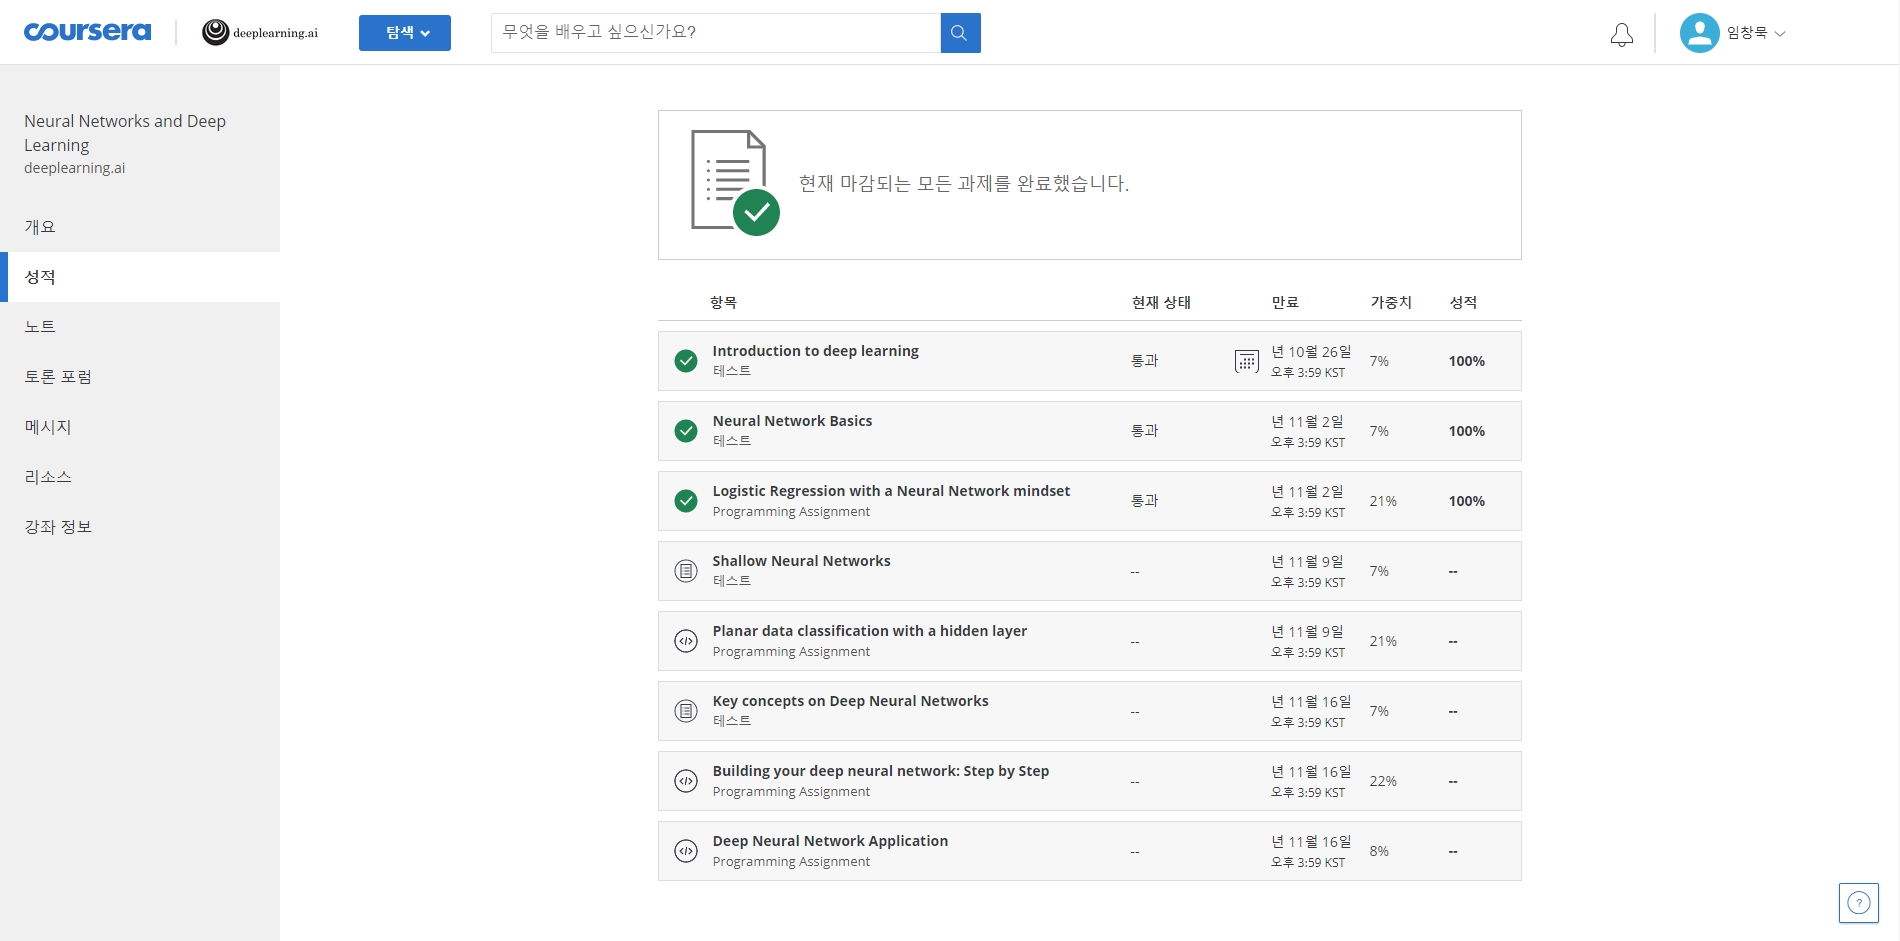 coursera
deeplearning.ai
탐색
무엇을 배우고 싶으신가요?
임창묵
Neural Networks and Deep
Learning
deeplearning.ai
개요
성적
노트
토론 포럼
메시지
리소스
강좌 정보
현재 마감되는 모든 과제를 완료했습니다.
항목 현재 상태 만료 가중치 성적
Introduction to deep learning
테스트
통과
년 10월 26일
오후 3:59 KST
7%
100%
Neural Network Basics
테스트
통과
년 11월 2일
오후 3:59 KST
7%
100%
Logistic Regression with a Neural Network mindset
Programming Assignment
통과
년 11월 2일
오후 3:59 KST
21%
100%
Shallow Neural Networks
테스트
--
년 11월 9일
오후 3:59 KST
7%
--
Planar data classification with a hidden layer
Programming Assignment
--
년 11월 9일
오후 3:59 KST
21%
--
Key concepts on Deep Neural Networks
테스트
--
년 11월 16일
오후 3:59 KST
7%
--
Building your deep neural network: Step by Step
Programming Assignment
--
년 11월 16일
오후 3:59 KST
22%
--
Deep Neural Network Application
Programming Assignment
--
년 11월 16일
오후 3:59 KST
8%
--
?